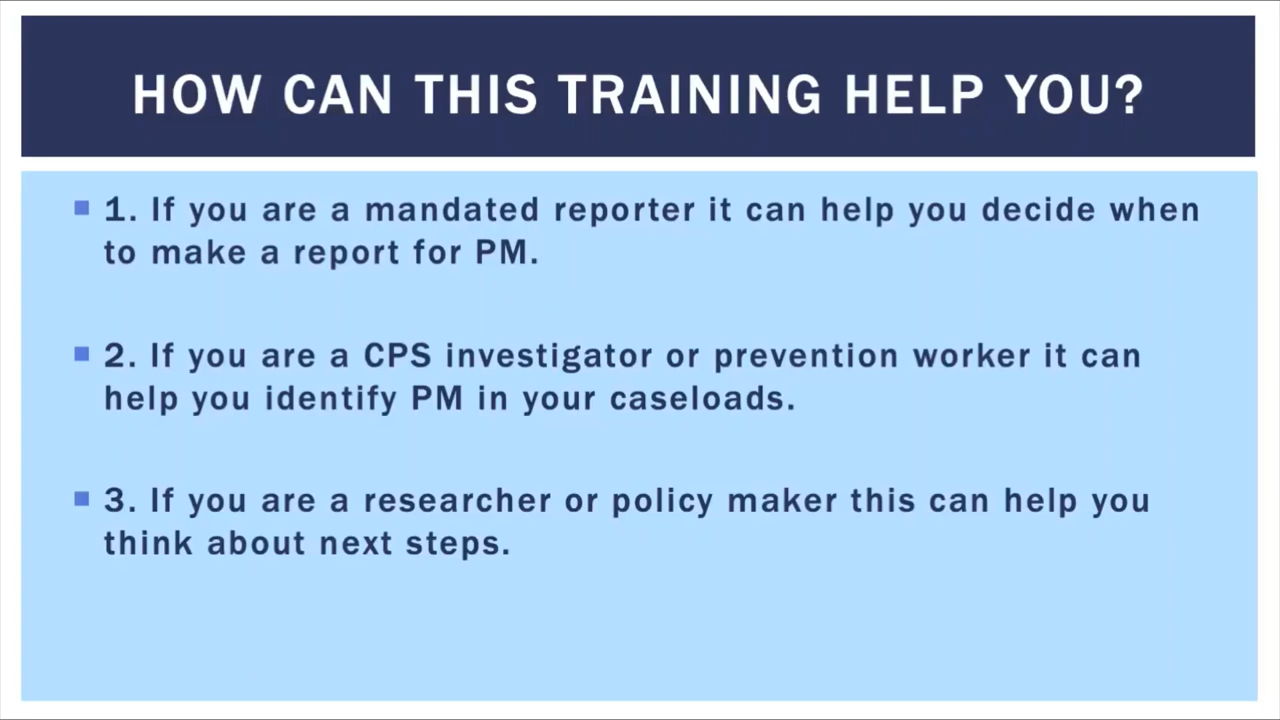 HOW CAN THIS TRAINING HELP YOU?
1. If you are a mandated reporter it can help you decide when
to make a report for PM.
2. If you are a CPS investigator or prevention worker it can
help you identify PM in your caseloads.
3. If you are a researcher or policy maker this can help you
think about next steps.